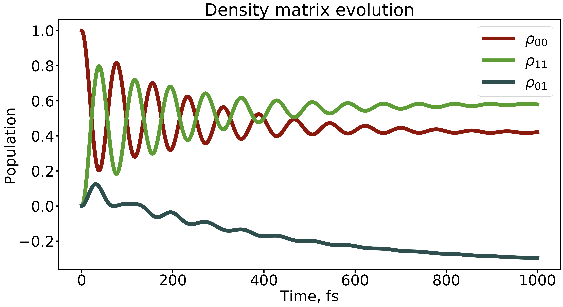 Density matrix evolution
1.0
0.8
0.6
0.4
0.2
0.0
−0.2
Population
ρ₀₀
ρ₁₁
ρ₀₁
0 200 400 600 800 1000
Time, fs